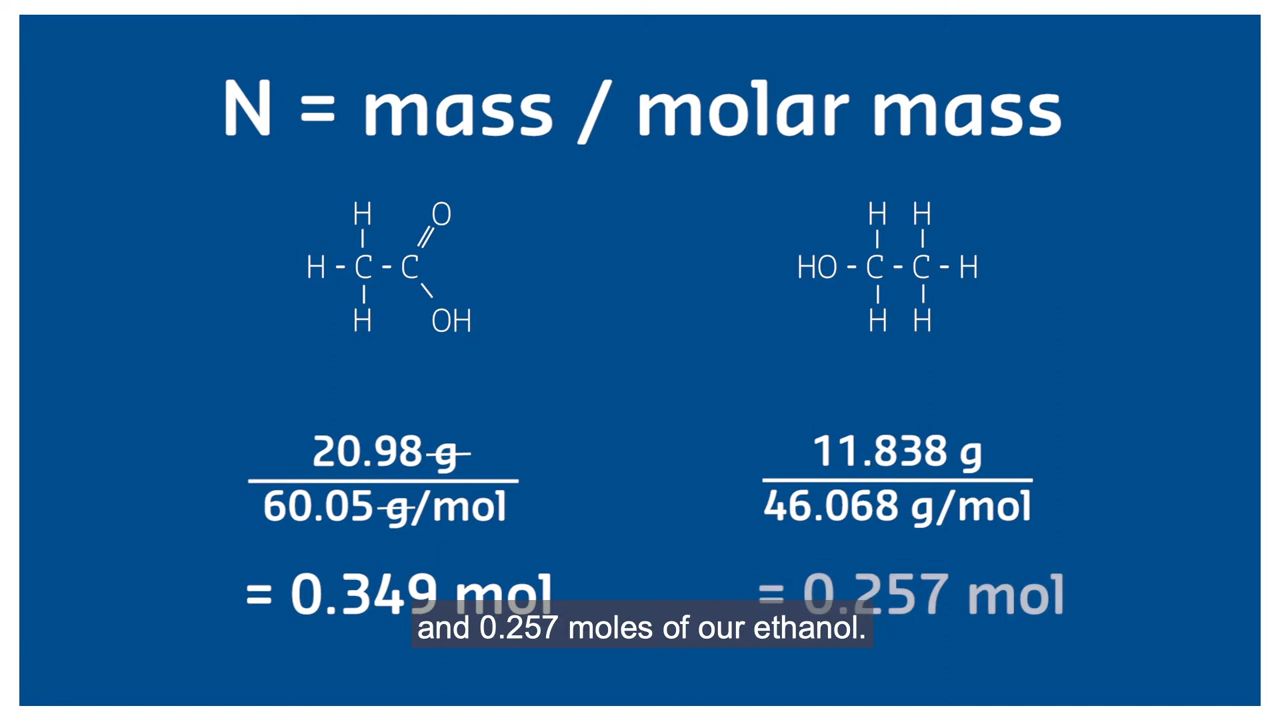 N = mass / molar mass
H O H H
H - C - C HO - C - C - H
H OH H H
20.98 g 11.838 g
60.05 g/mol 46.068 g/mol
= 0.349 mol = 0.257 mol
and 0.257 moles of our ethanol.